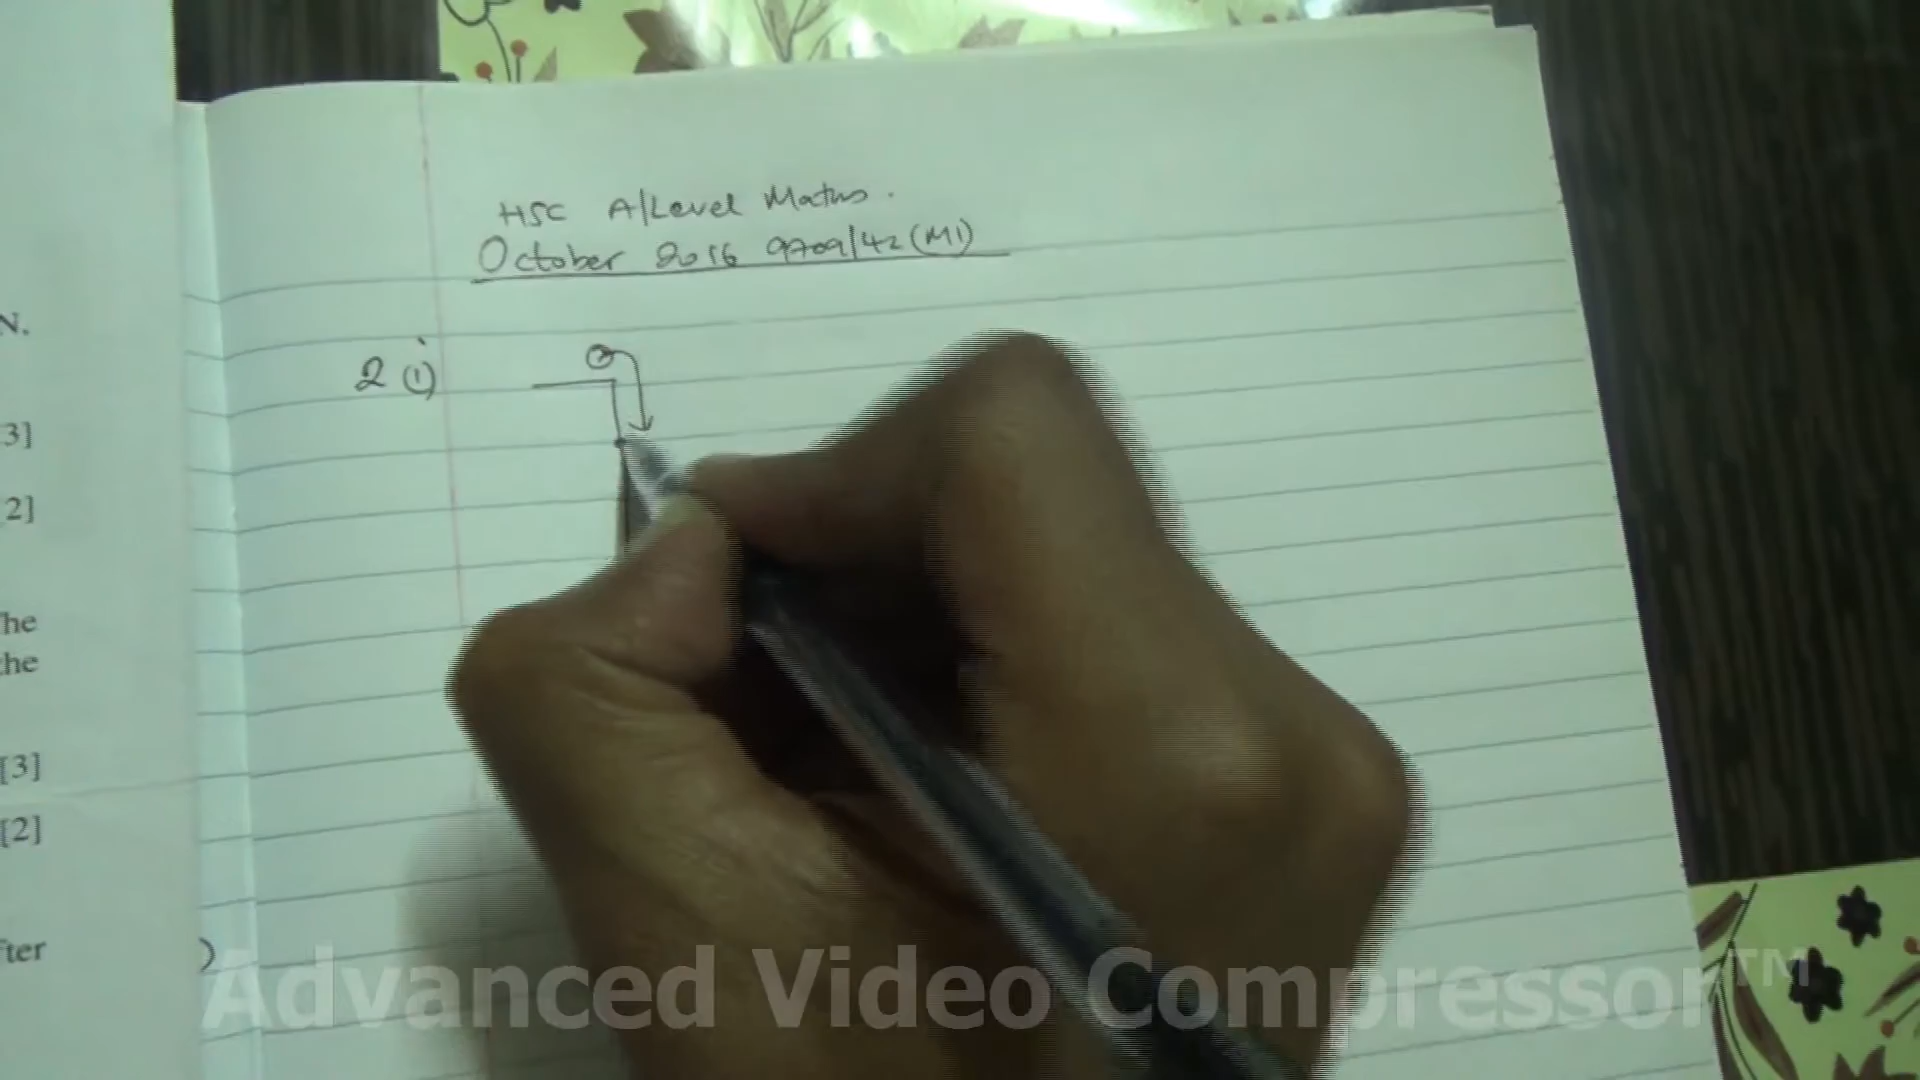 HSC A/Level Maths.
October 2016 9709/42 (M1)
2 (i)
N.
3]
2]
he
he
[3]
[2]
fter
)
Advanced Video Compressor™